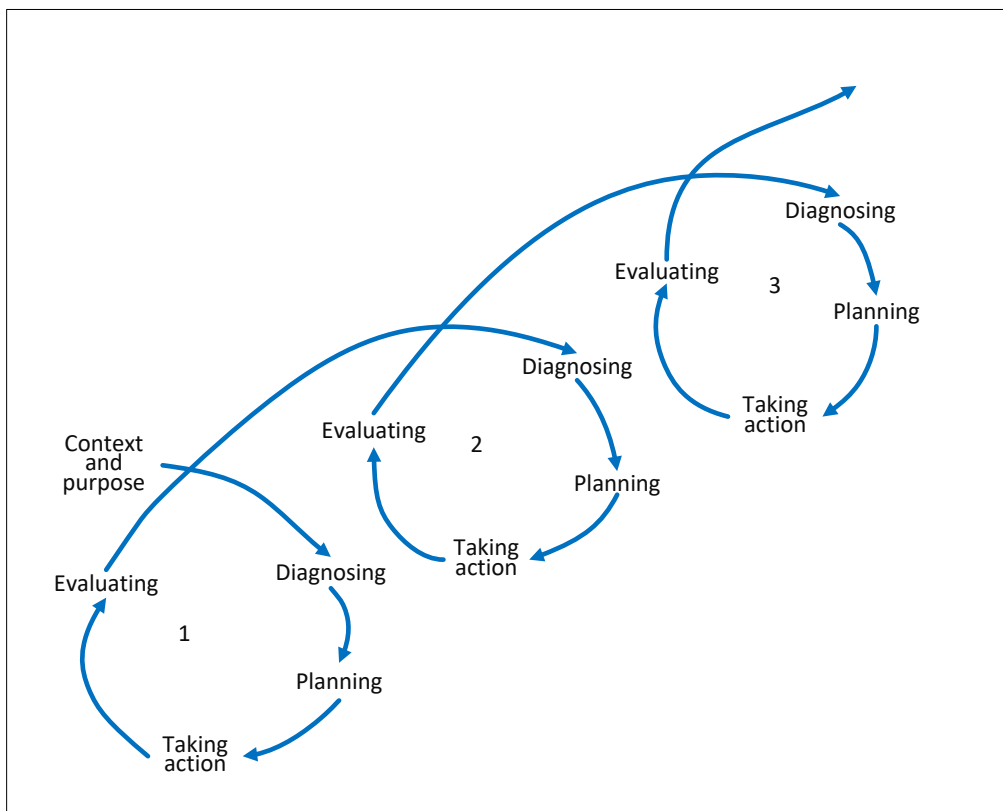 Diagnosing
Evaluating
3
Planning
Taking
action
Diagnosing
Evaluating
2
Planning
Taking
action
Context
and
purpose
Diagnosing
Evaluating
1
Planning
Taking
action